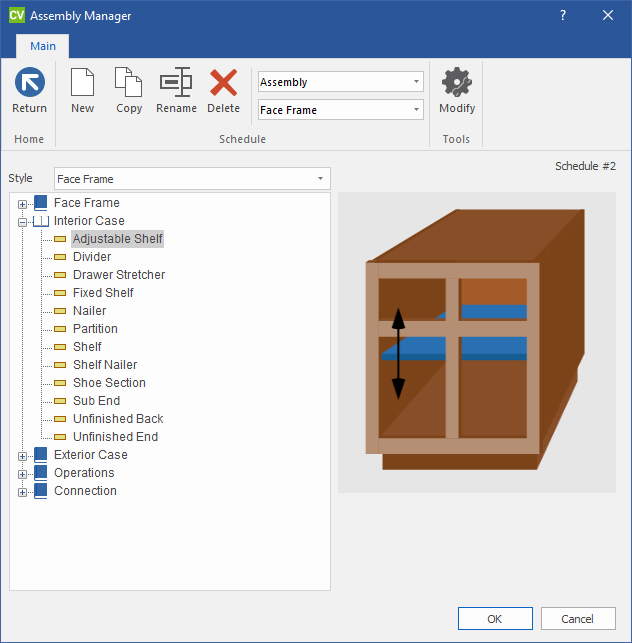 CV Assembly Manager ?
Main
Return New Copy Rename Delete Assembly Face Frame Modify
Home Schedule Tools
Schedule #2
Style Face Frame
Face Frame
Interior Case
Adjustable Shelf
Divider
Drawer Stretcher
Fixed Shelf
Nailer
Partition
Shelf
Shelf Nailer
Shoe Section
Sub End
Unfinished Back
Unfinished End
Exterior Case
Operations
Connection
OK Cancel